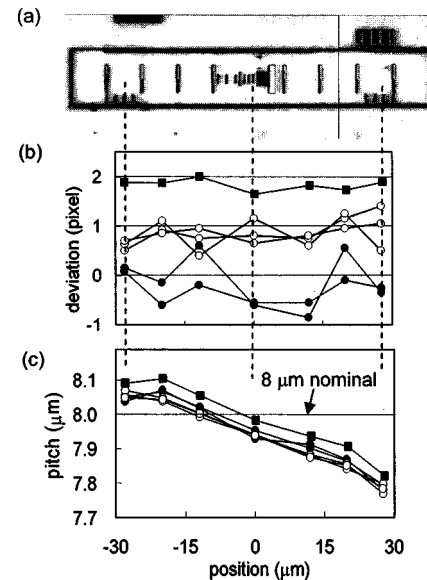 (a)
(b)
deviation (pixel)
2
1
0
-1
(c)
8 μm nominal
pitch (μm)
8.1
8.0
7.9
7.8
7.7
-30 -15 0 15 30
position (μm)